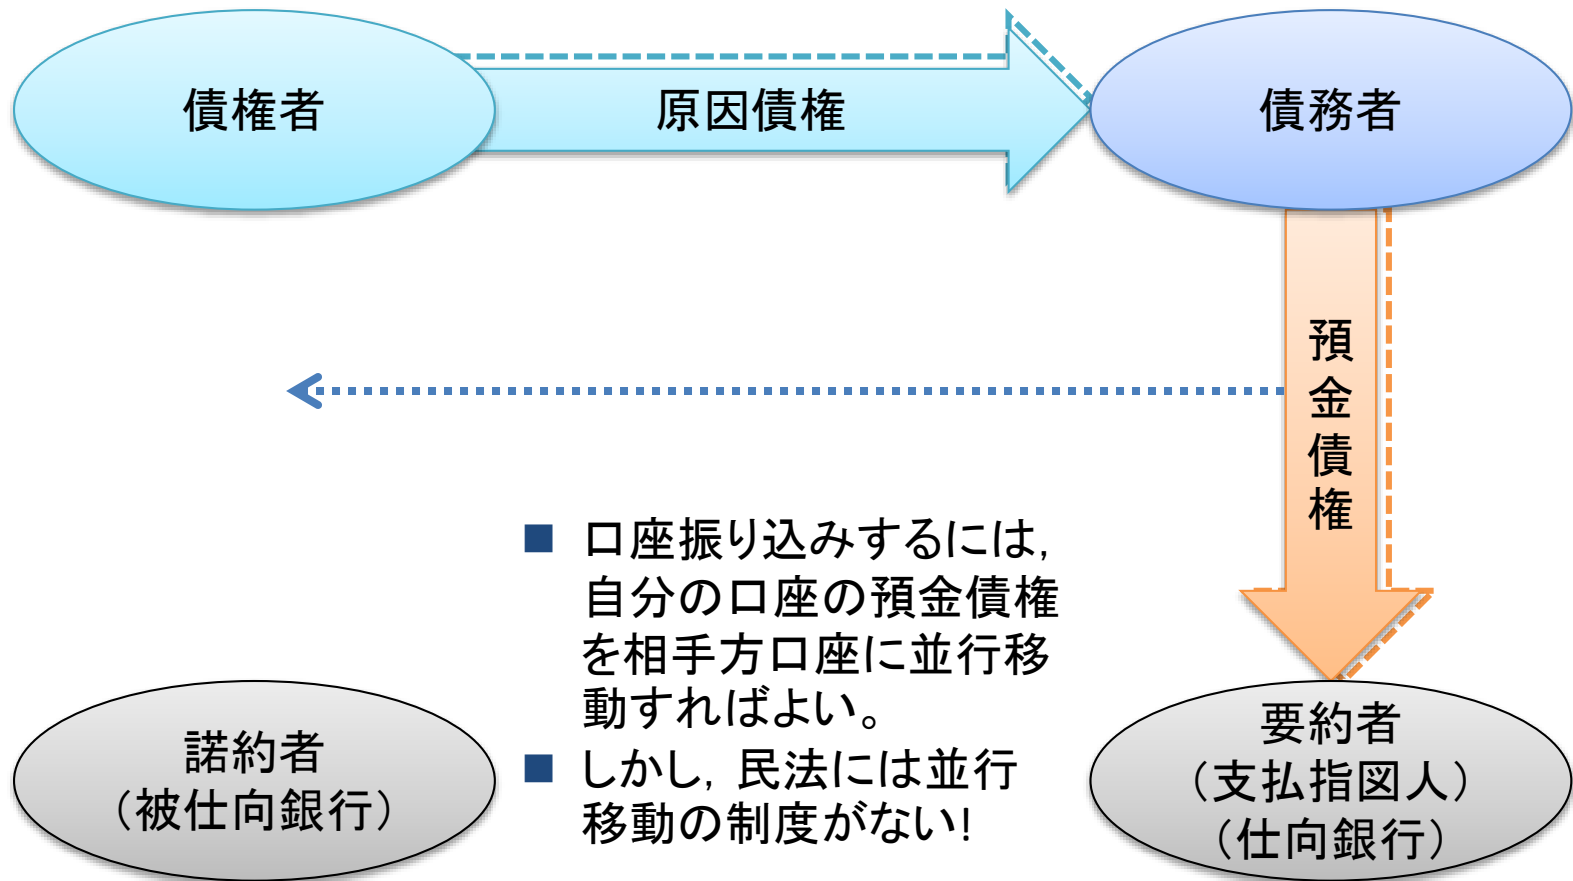 債権者
原因債権
債務者
預金債権
■ 口座振り込みするには,
自分の口座の預金債権
を相手方口座に並行移
動すればよい。
■ しかし, 民法には並行
移動の制度がない!
諾約者
（被仕向銀行）
要約者
（支払指図人）
（仕向銀行）